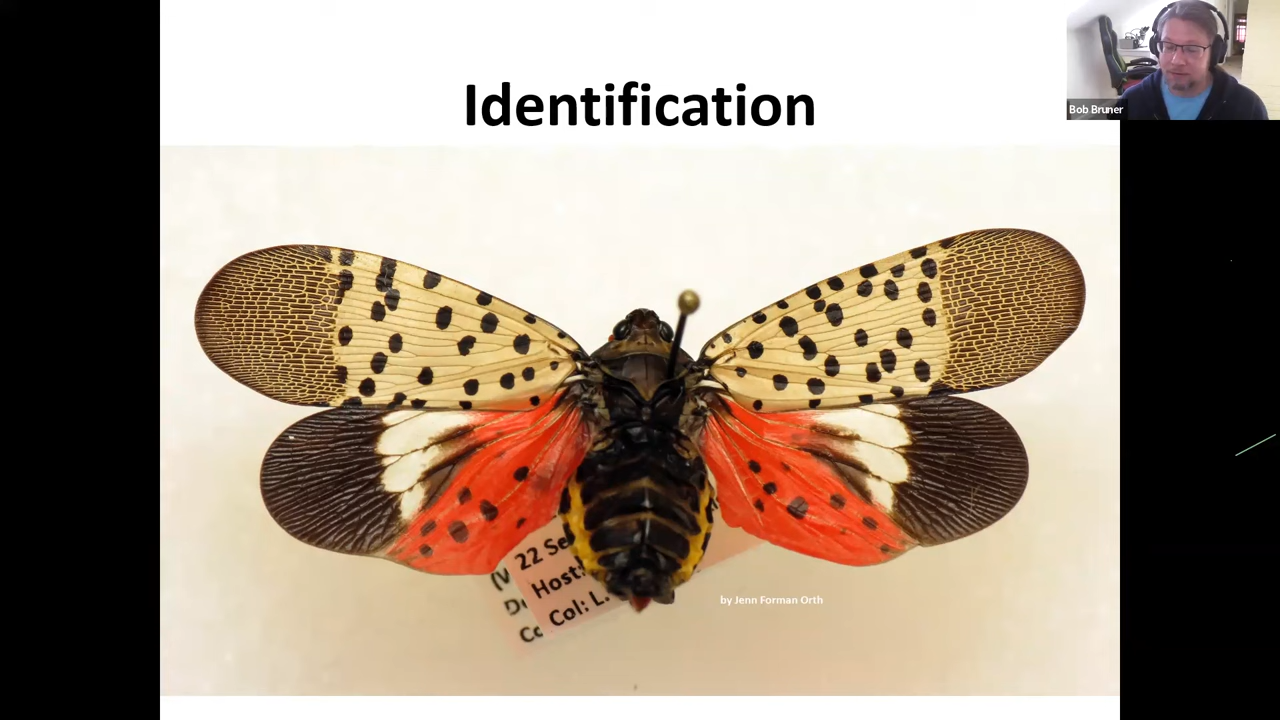 Identification
Bob Bruner
22 Se
Host:
Col: L.
by Jenn Forman Orth